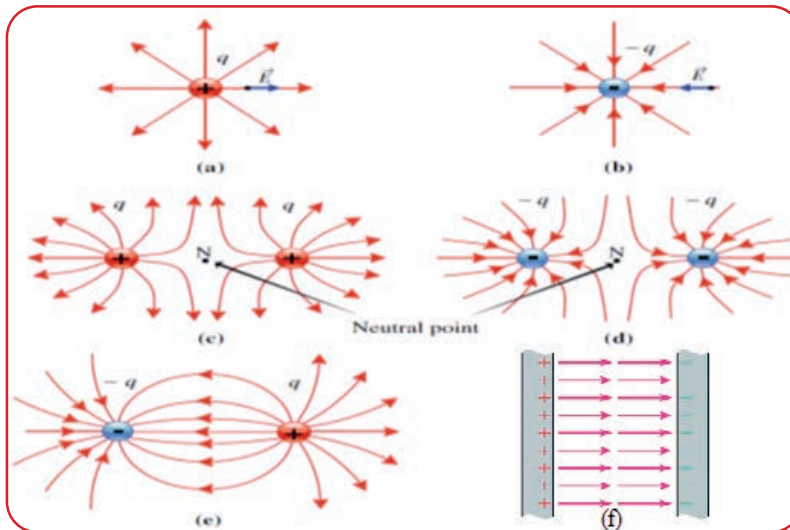 q
+
E
(a)
− q
-
E
(b)
q
q
+
Z
+
(c)
− q
− q
-
Z
-
(d)
Neutral point
− q
q
-
+
(e)
+
+
+
+
+
+
+
+
+
−
−
−
−
−
−
−
−
−
(f)